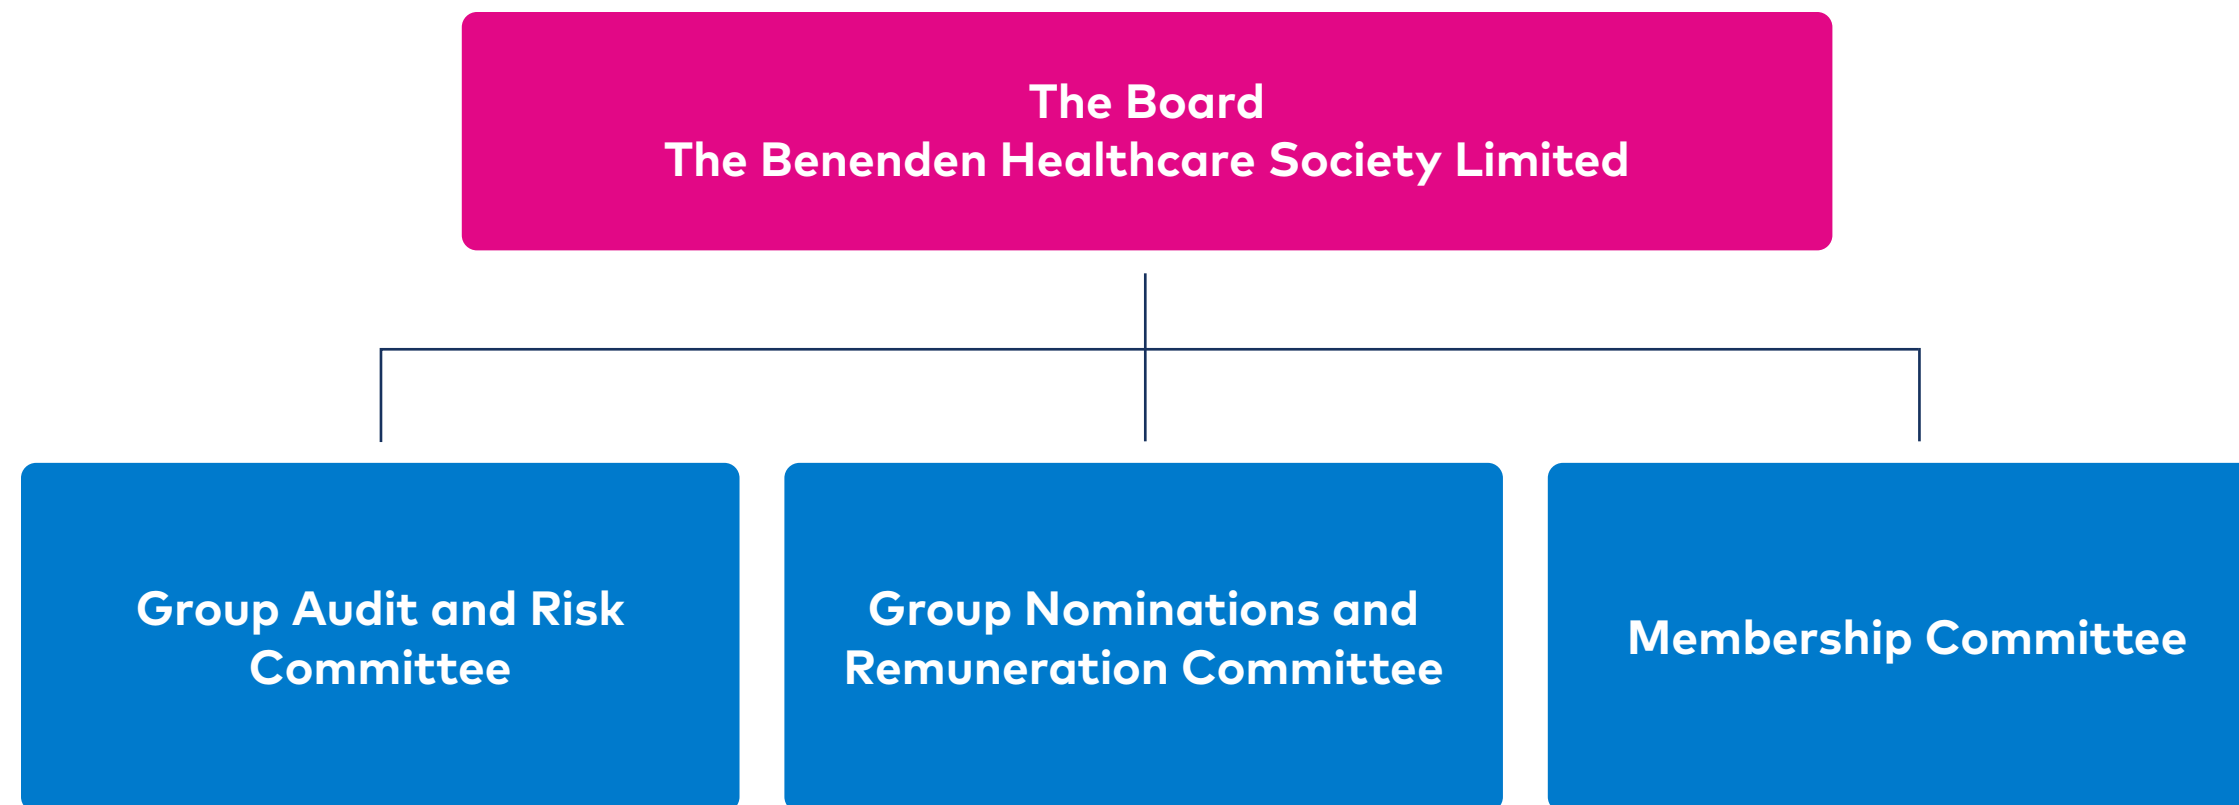 The Board
The Benenden Healthcare Society Limited
Group Audit and Risk
Committee
Group Nominations and
Remuneration Committee
Membership Committee